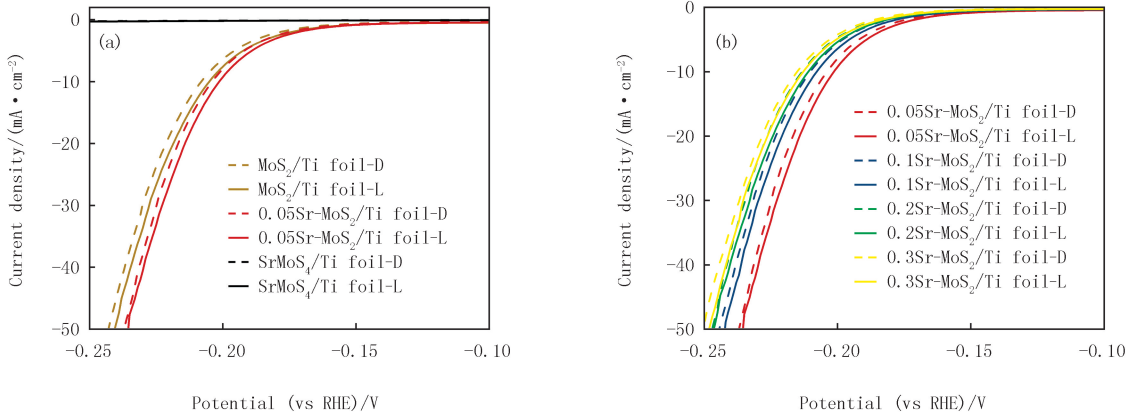 (a)
0
-10
-20
-30
-40
-50
-0.25
-0.20
-0.15
-0.10
Current density/(mA·cm⁻²)
Potential (vs RHE)/V
MoS₂/Ti foil-D
MoS₂/Ti foil-L
0.05Sr-MoS₂/Ti foil-D
0.05Sr-MoS₂/Ti foil-L
SrMoS₄/Ti foil-D
SrMoS₄/Ti foil-L
(b)
0
-10
-20
-30
-40
-50
-0.25
-0.20
-0.15
-0.10
Current density/(mA·cm⁻²)
Potential (vs RHE)/V
0.05Sr-MoS₂/Ti foil-D
0.05Sr-MoS₂/Ti foil-L
0.1Sr-MoS₂/Ti foil-D
0.1Sr-MoS₂/Ti foil-L
0.2Sr-MoS₂/Ti foil-D
0.2Sr-MoS₂/Ti foil-L
0.3Sr-MoS₂/Ti foil-D
0.3Sr-MoS₂/Ti foil-L